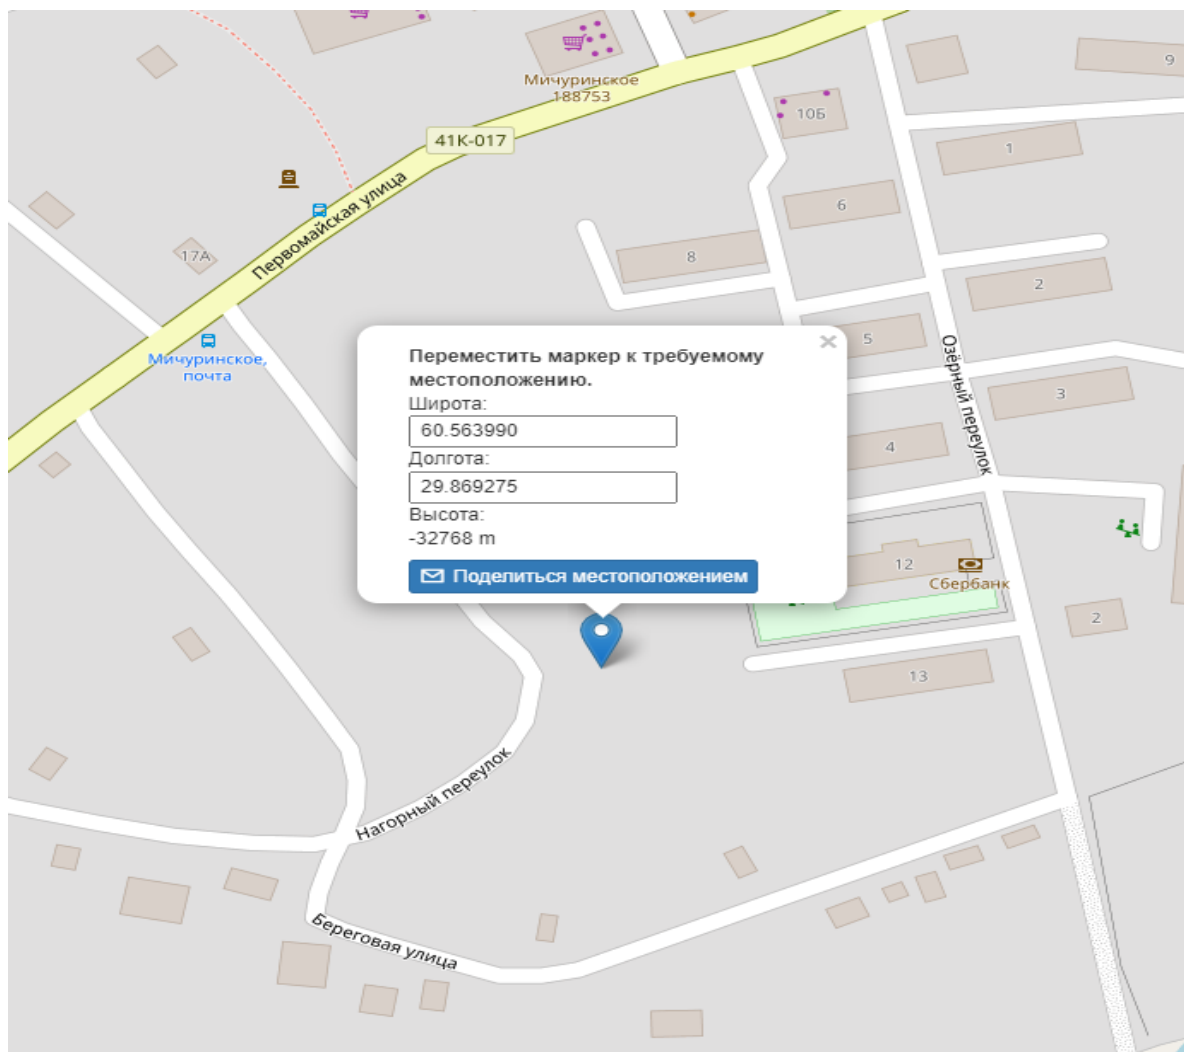 9
Мичуринское
188753
10Б
41К-017
1
6
Первомайская улица
17А
8
2
Мичуринское,
почта
Переместить маркер к требуемому
местоположению.
Широта:
60.563990
Долгота:
29.869275
Высота:
-32768 m
Поделиться местоположением
5
Озёрный переулок
3
4
12
Сбербанк
2
13
Нагорный переулок
Береговая улица